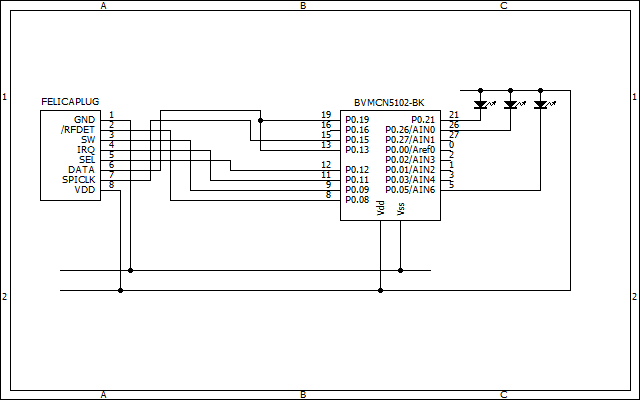 A B C
1 1
FELICAPLUG BVMCN5102-BK
GND 1 19 P0.19 P0.21 21
/RFDET 2 16 P0.16 P0.26/AIN0 26
SW 3 15 P0.15 P0.27/AIN1 27
IRQ 4 13 P0.13 P0.00/Aref0 0
SEL 5 P0.02/AIN3 2
DATA 6 12 P0.12 P0.01/AIN2 1
SPICLK 7 11 P0.11 P0.03/AIN4 3
VDD 8 9 P0.09 P0.05/AIN6 5
8 P0.08
Vdd Vss
2 2
A B C